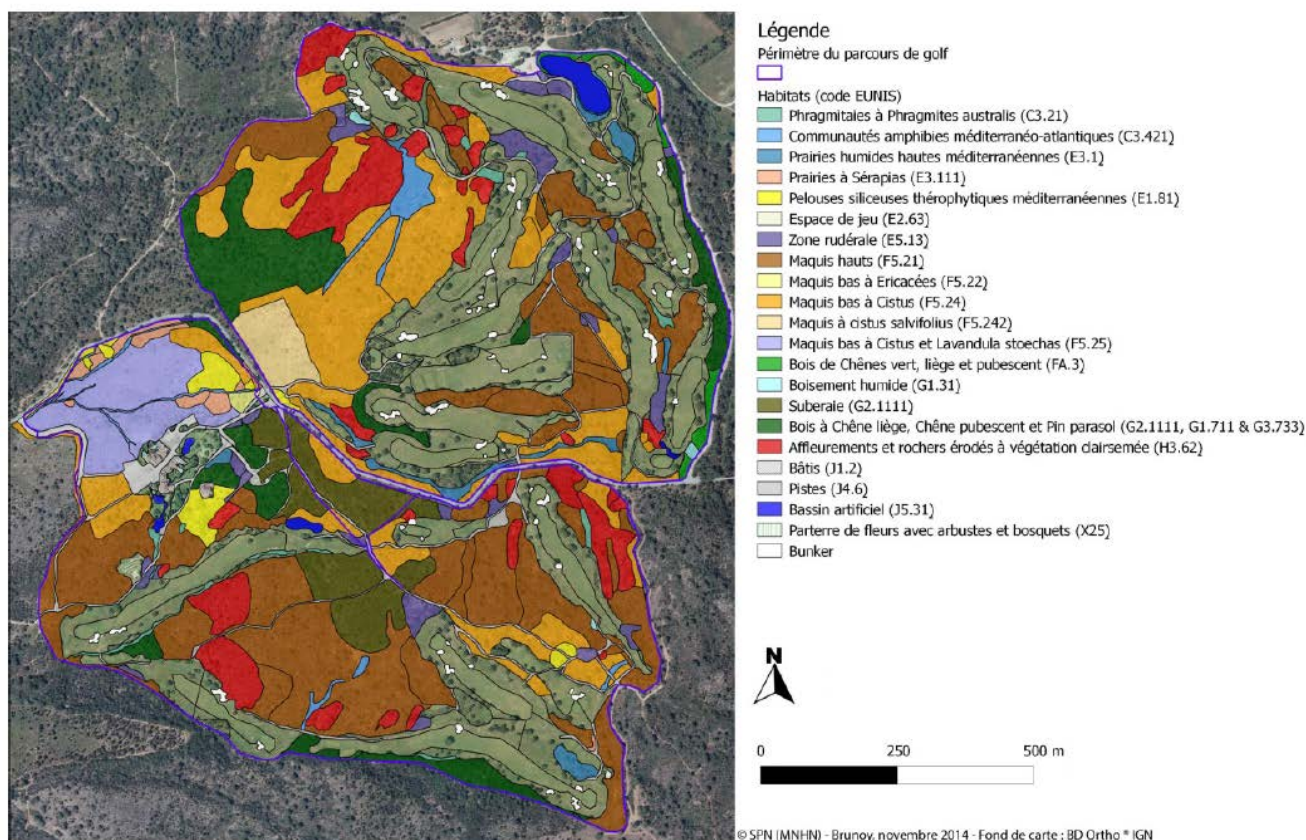 Légende
Périmètre du parcours de golf
Habitats (code EUNIS)
Phragmitaies à Phragmites australis (C3.21)
Communautés amphibies méditerranéo-atlantiques (C3.421)
Prairies humides hautes méditerranéennes (E3.1)
Prairies à Sérapias (E3.111)
Pelouses siliceuses thérophytiques méditerranéennes (E1.81)
Espace de jeu (E2.63)
Zone rudérale (E5.13)
Maquis hauts (F5.21)
Maquis bas à Ericacées (F5.22)
Maquis bas à Cistus (F5.24)
Maquis à cistus salvifolius (F5.242)
Maquis bas à Cistus et Lavandula stoechas (F5.25)
Bois de Chênes vert, liège et pubescent (FA.3)
Boisement humide (G1.31)
Suberaie (G2.1111)
Bois à Chêne liège, Chêne pubescent et Pin parasol (G2.1111, G1.711 & G3.733)
Affleurements et rochers érodés à végétation clairsemée (H3.62)
Bâtis (J1.2)
Pistes (J4.6)
Bassin artificiel (J5.31)
Parterre de fleurs avec arbustes et bosquets (X25)
Bunker
N
0 250 500 m
© SPN (MNHN) - Brunoy, novembre 2014 - Fond de carte : BD Ortho ® IGN